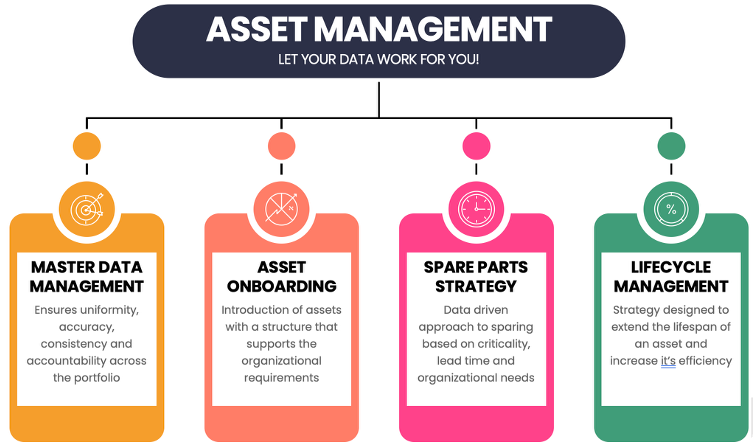 ASSET MANAGEMENT
LET YOUR DATA WORK FOR YOU!
MASTER DATA
MANAGEMENT
Ensures uniformity,
accuracy,
consistency and
accountability across
the portfolio
ASSET
ONBOARDING
Introduction of assets
with a structure that
supports the
organizational
requirements
SPARE PARTS
STRATEGY
Data driven
approach to sparing
based on criticality,
lead time and
organizational needs
%
LIFECYCLE
MANAGEMENT
Strategy designed to
extend the lifespan of
an asset and
increase it's efficiency